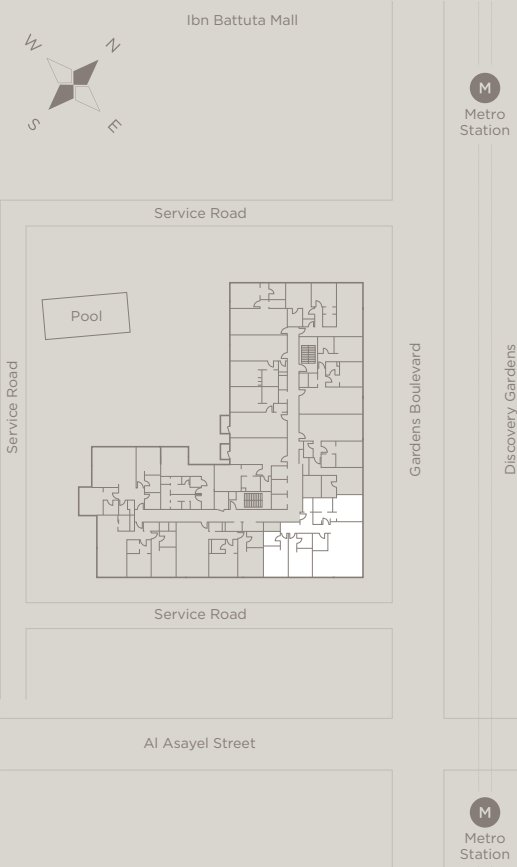 Ibn Battuta Mall
W
N
S
E
M
Metro
Station
Service Road
Pool
Service Road
Gardens Boulevard
Discovery Gardens
Service Road
Al Asayel Street
M
Metro
Station